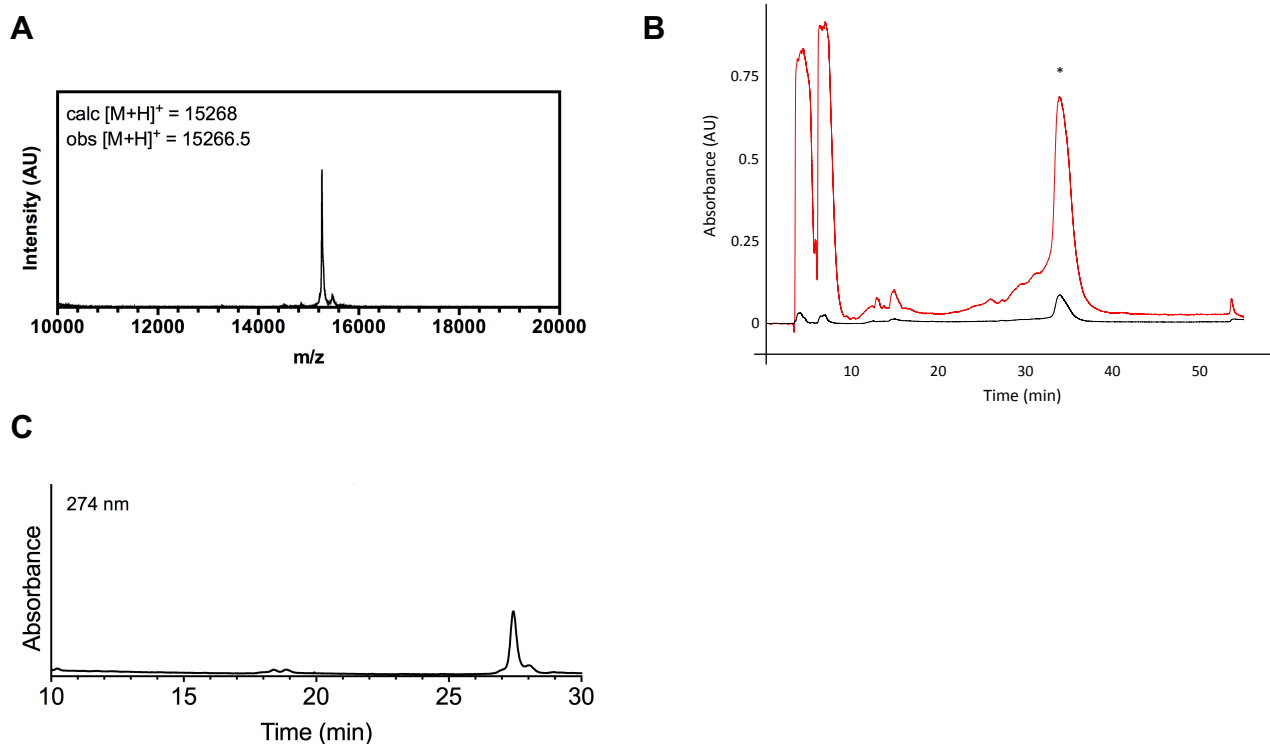 A
calc [M+H]⁺ = 15268
obs [M+H]⁺ = 15266.5
Intensity (AU)
10000 12000 14000 16000 18000 20000
m/z
B
*
0.75
0.5
0.25
0
Absorbance (AU)
10 20 30 40 50
Time (min)
C
274 nm
Absorbance
10 15 20 25 30
Time (min)